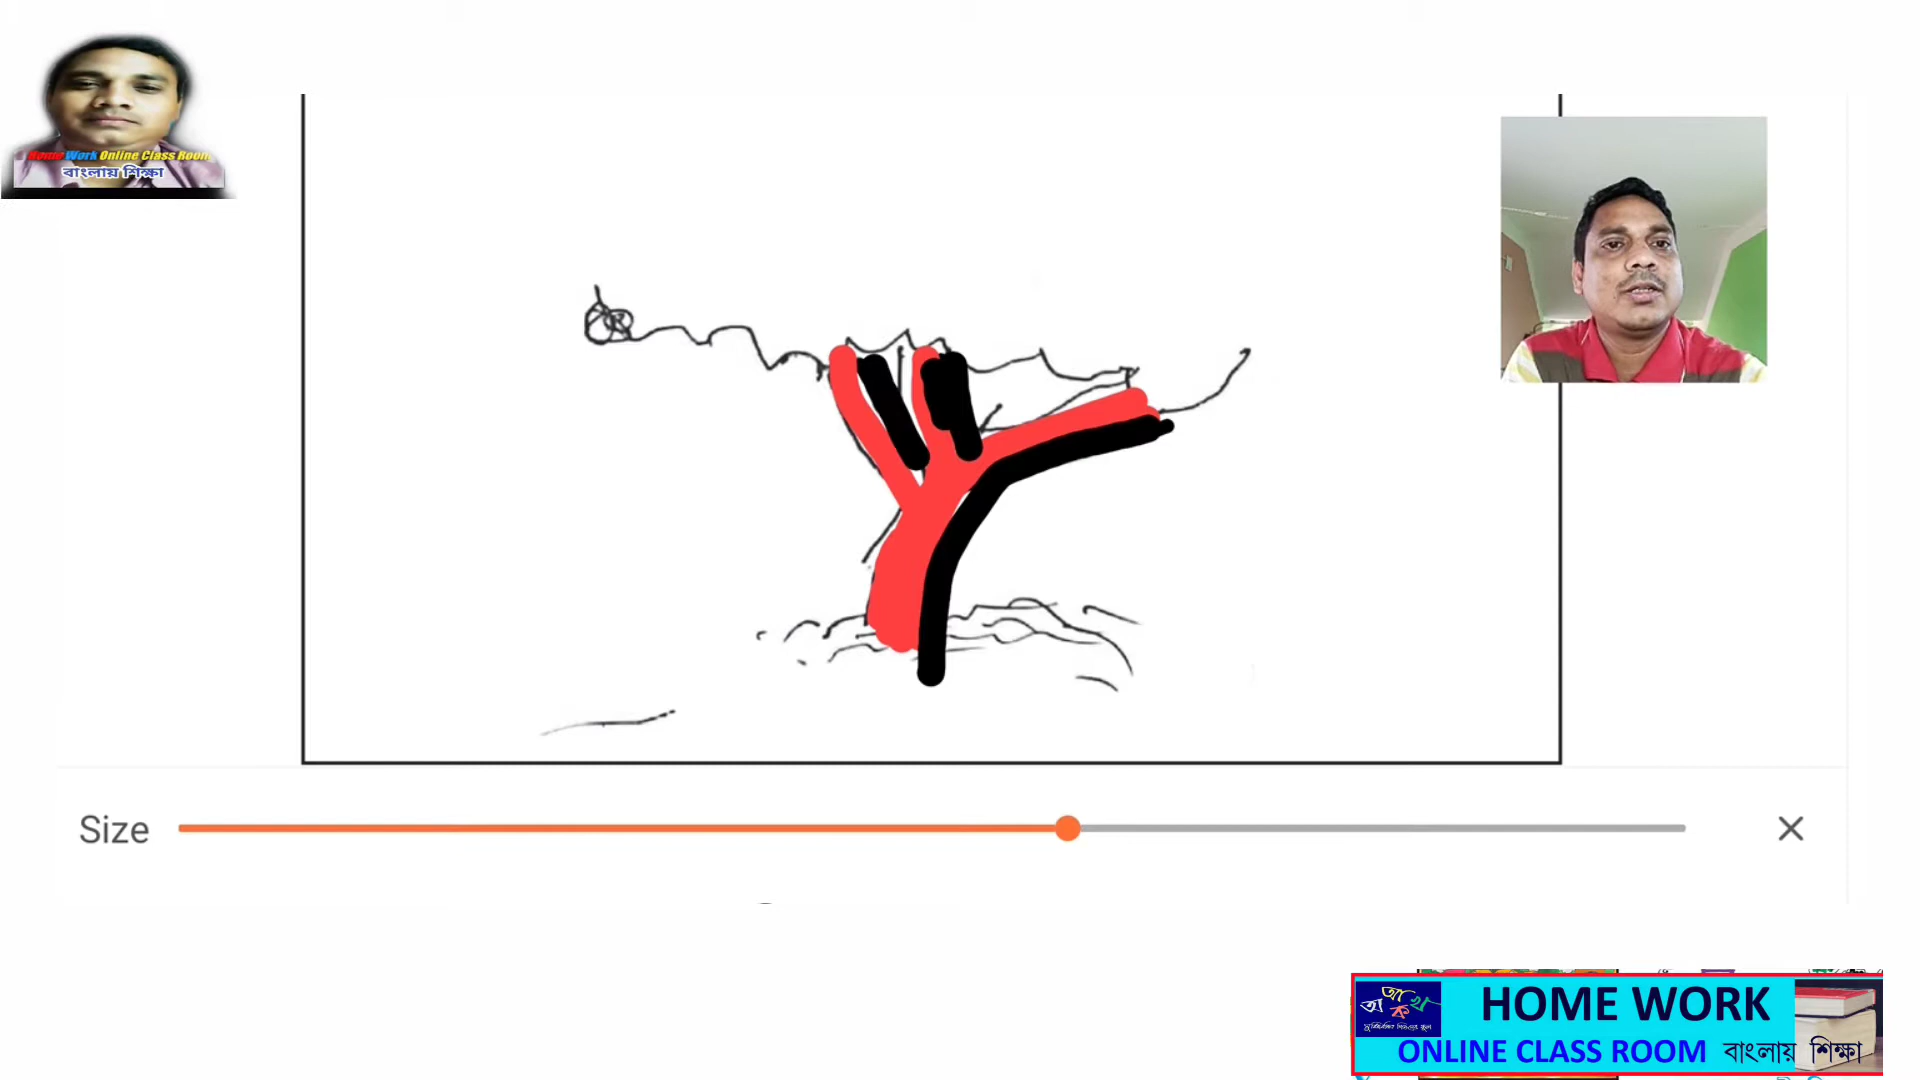 Home Work Online Class Room
বাংলায় শিক্ষা
Size
অ আ ক খ
HOME WORK
ONLINE CLASS ROOM বাংলায় শিক্ষা